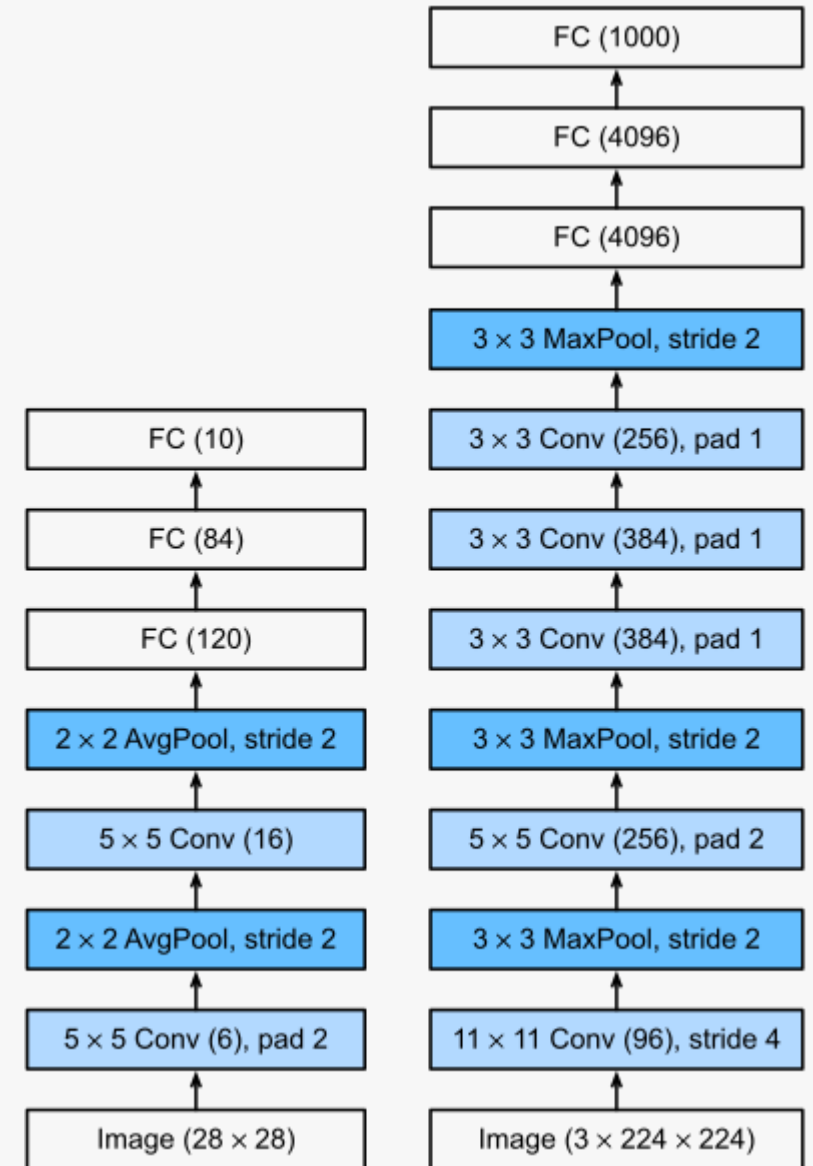 FC (10)
FC (84)
FC (120)
2 × 2 AvgPool, stride 2
5 × 5 Conv (16)
2 × 2 AvgPool, stride 2
5 × 5 Conv (6), pad 2
Image (28 × 28)
FC (1000)
FC (4096)
FC (4096)
3 × 3 MaxPool, stride 2
3 × 3 Conv (256), pad 1
3 × 3 Conv (384), pad 1
3 × 3 Conv (384), pad 1
3 × 3 MaxPool, stride 2
5 × 5 Conv (256), pad 2
3 × 3 MaxPool, stride 2
11 × 11 Conv (96), stride 4
Image (3 × 224 × 224)